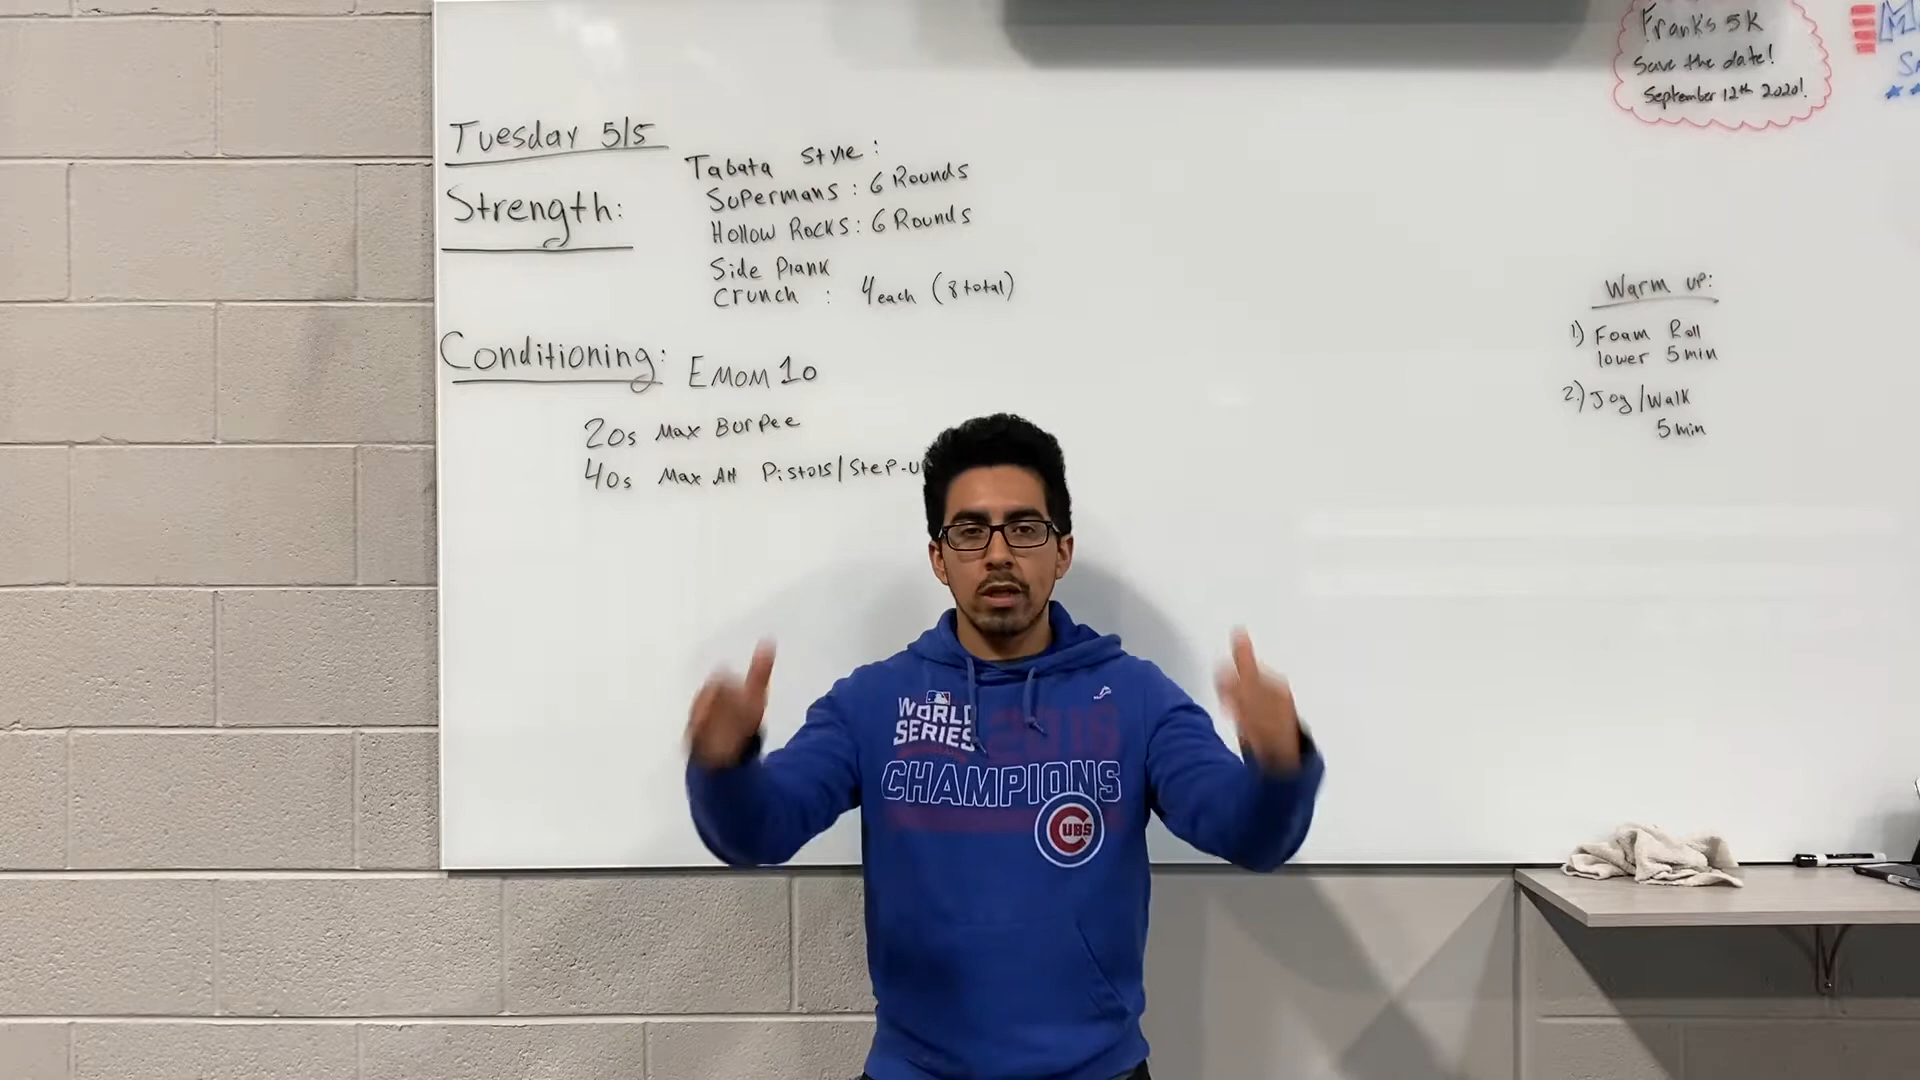 Tuesday 5/5
Strength:
Tabata Style:
Supermans: 6 Rounds
Hollow Rocks: 6 Rounds
Side Plank
Crunch : 4 each (8 total)
Conditioning: EMOM 10
20s Max Burpee
40s Max Alt Pistols/Step-u
Frank's 5K
Save the date!
September 12th 2020!
Warm up:
1.) Foam Roll
lower 5 min
2.) Jog/Walk
5 min
WORLD
SERIES
2016
CHAMPIONS
CUBS